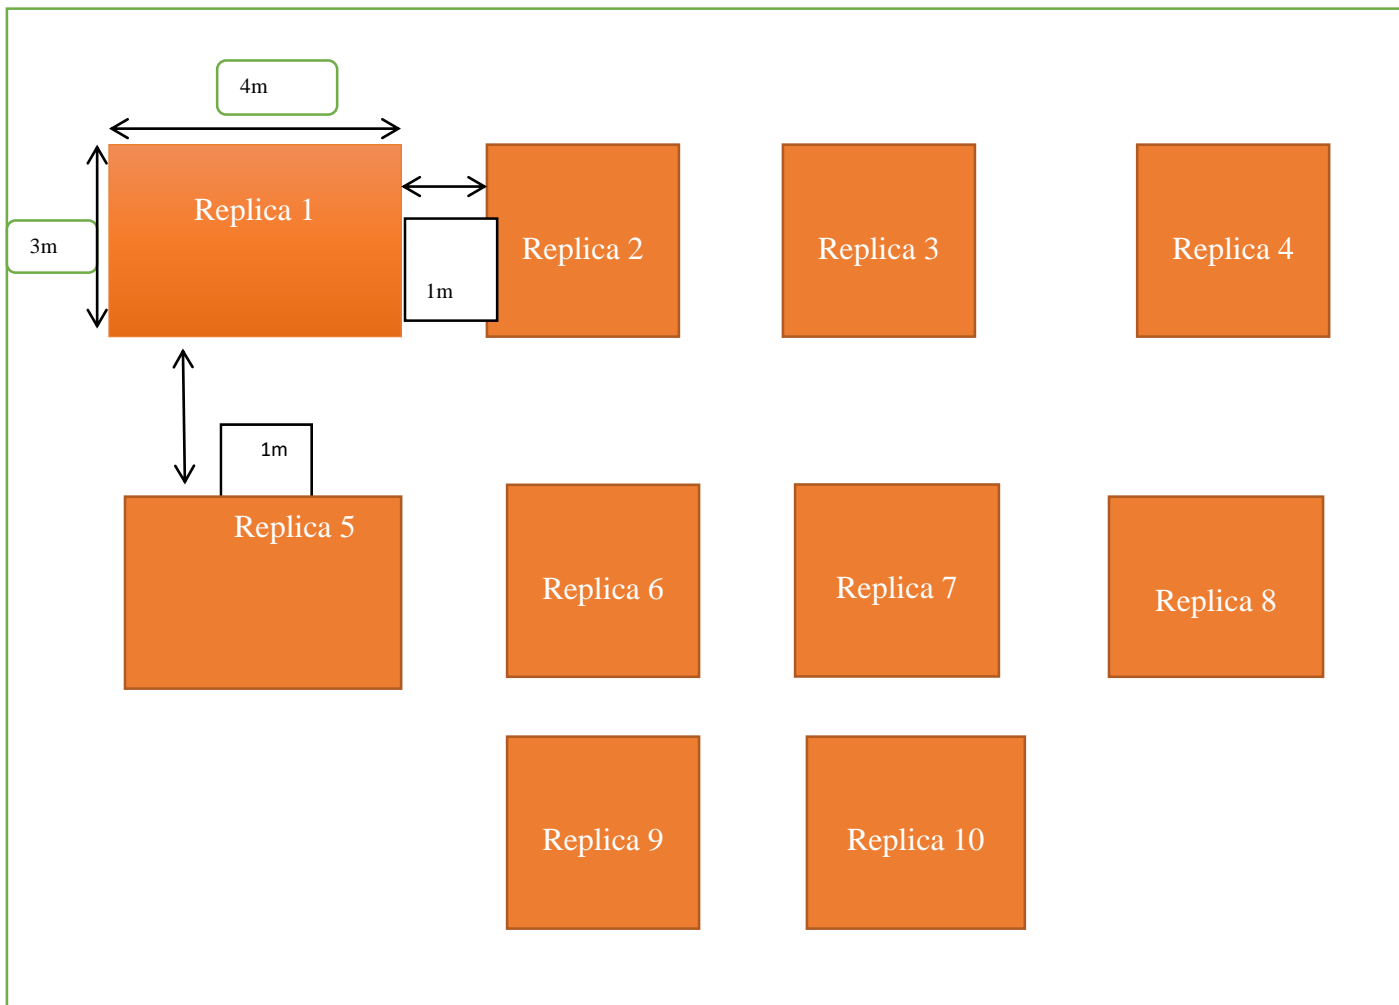 4m
Replica 1
3m
1m
Replica 2
Replica 3
Replica 4
1m
Replica 5
Replica 6
Replica 7
Replica 8
Replica 9
Replica 10